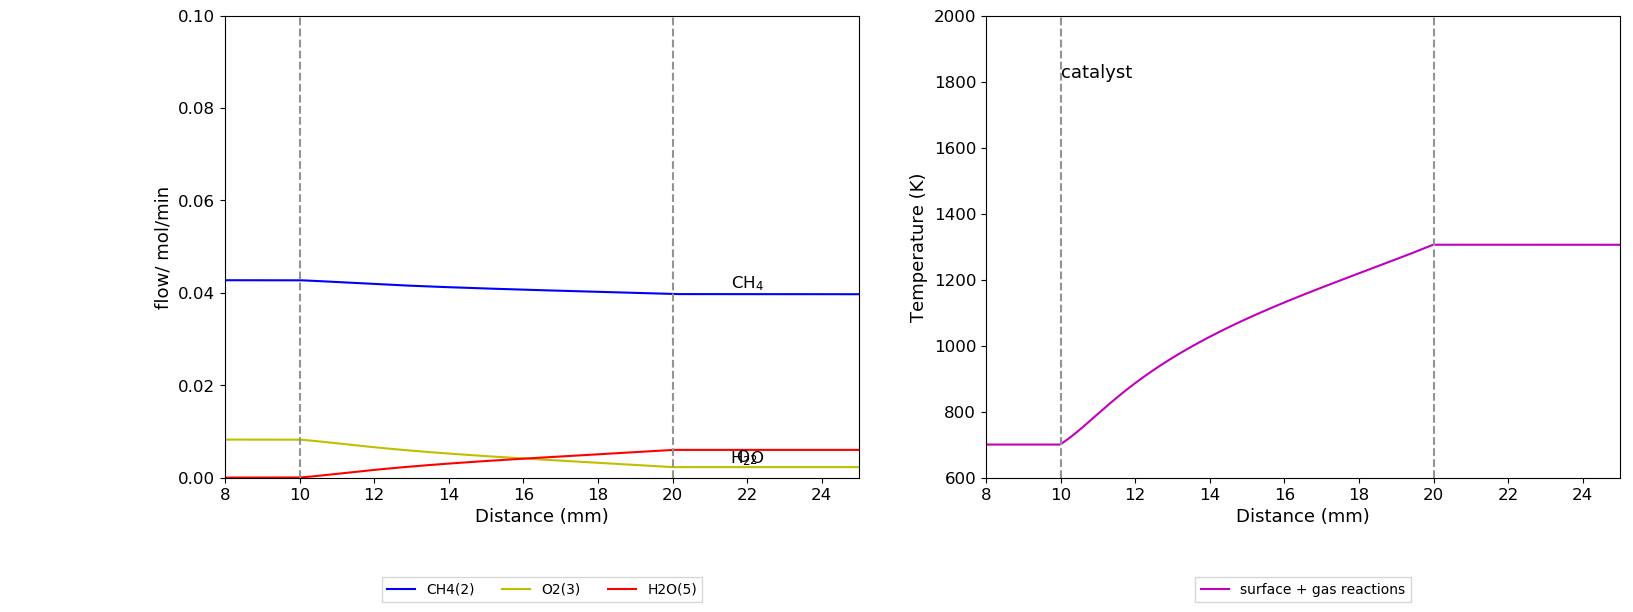 0.10
0.08
0.06
0.04
0.02
0.00
flow/ mol/min
CH₄
8 10 12 14 16 18 20 22 24
Distance (mm)
CH4(2) O2(3) H2O(5)
2000
1800
1600
1400
1200
1000
800
600
Temperature (K)
catalyst
8 10 12 14 16 18 20 22 24
Distance (mm)
surface + gas reactions